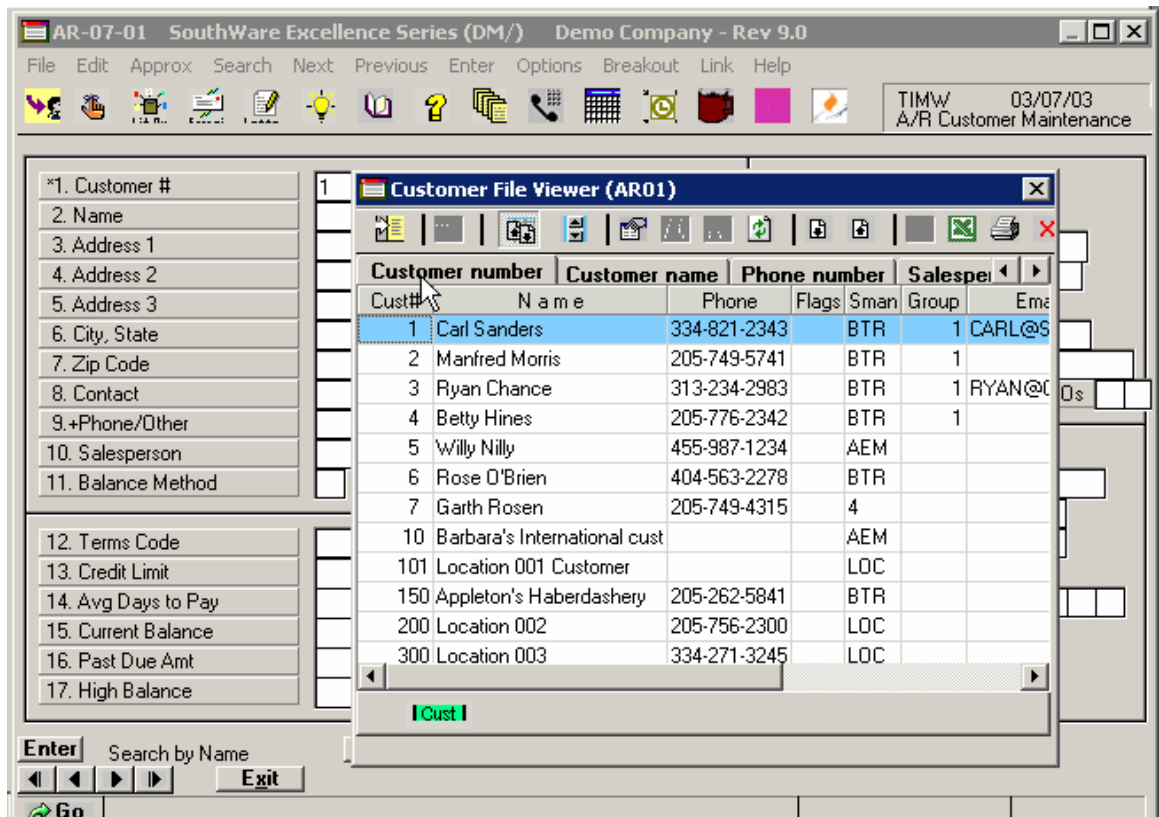 AR-07-01 SouthWare Excellence Series (DM/) Demo Company - Rev 9.0
File Edit Approx Search Next Previous Enter Options Breakout Link Help
TIMW 03/07/03
A/R Customer Maintenance
*1. Customer # 1
2. Name
3. Address 1
4. Address 2
5. Address 3
6. City, State
7. Zip Code
8. Contact
9.+Phone/Other
10. Salesperson
11. Balance Method
12. Terms Code
13. Credit Limit
14. Avg Days to Pay
15. Current Balance
16. Past Due Amt
17. High Balance
Os
Customer File Viewer (AR01)
Customer number Customer name Phone number Salesper
Cust# Name Phone Flags Sman Group Ema
1 Carl Sanders 334-821-2343 BTR 1 CARL@S
2 Manfred Morris 205-749-5741 BTR 1
3 Ryan Chance 313-234-2983 BTR 1 RYAN@C
4 Betty Hines 205-776-2342 BTR 1
5 Willy Nilly 455-987-1234 AEM
6 Rose O'Brien 404-563-2278 BTR
7 Garth Rosen 205-749-4315 4
10 Barbara's International cust AEM
101 Location 001 Customer LOC
150 Appleton's Haberdashery 205-262-5841 BTR
200 Location 002 205-756-2300 LOC
300 Location 003 334-271-3245 LOC
Cust
Enter Search by Name
Exit
Go